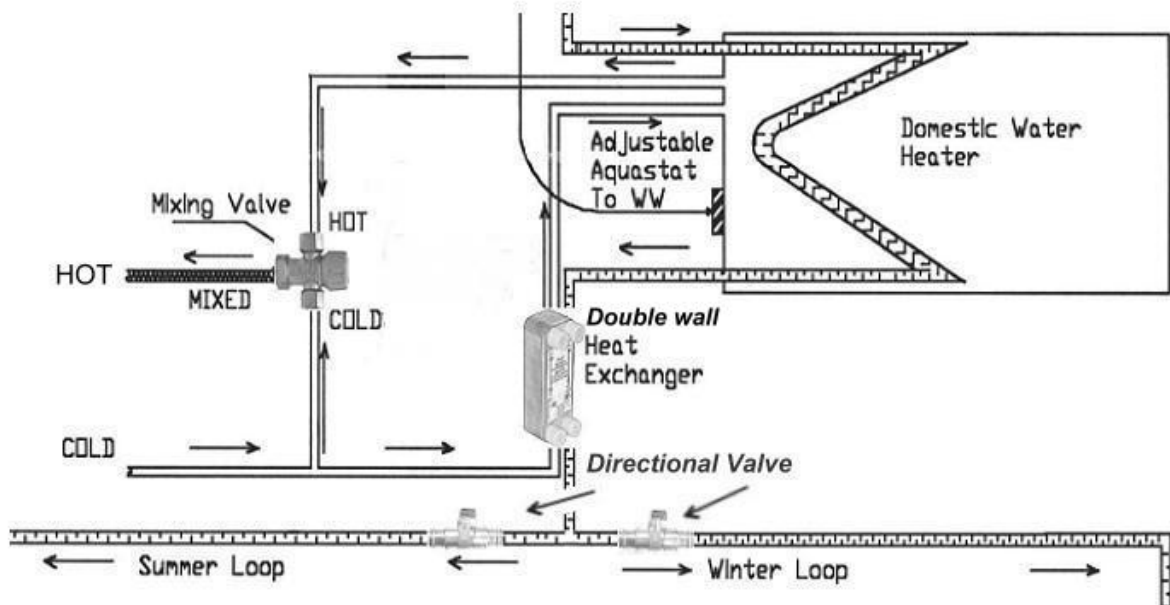 Domestic Water
Heater
Adjustable
Aquastat
To WW
Mixing Valve
HOT
HOT
MIXED
COLD
Double wall
Heat
Exchanger
COLD
Directional Valve
Summer Loop
Winter Loop